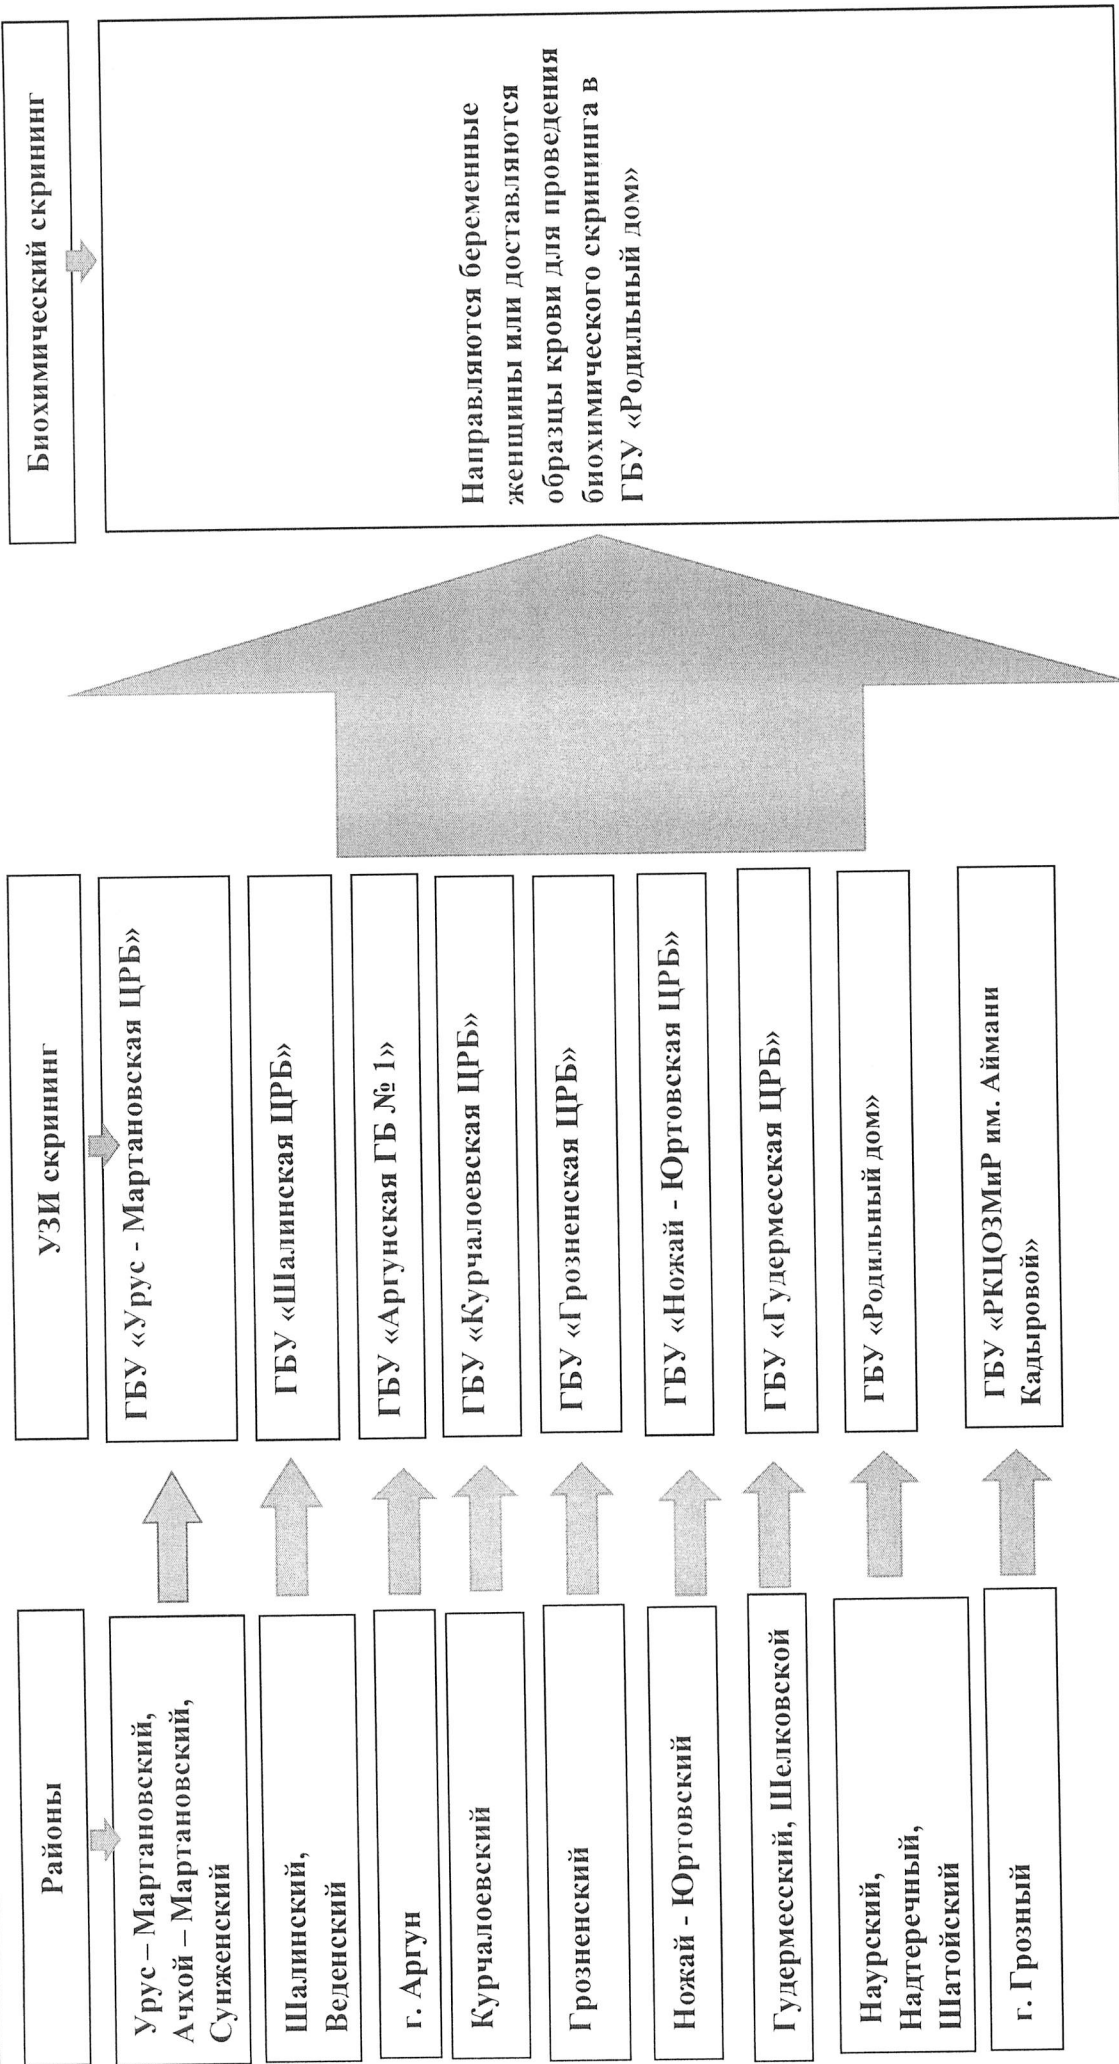 Районы
УЗИ скрининг
Биохимический скрининг
Урус – Мартановский,
Ачхой – Мартановский,
Сунженский
ГБУ «Урус - Мартановская ЦРБ»
Шалинский,
Веденский
ГБУ «Шалинская ЦРБ»
г. Аргун
ГБУ «Аргунская ГБ № 1»
Курчалоевский
ГБУ «Курчалоевская ЦРБ»
Грозненский
ГБУ «Грозненская ЦРБ»
Ножай - Юртовский
ГБУ «Ножай - Юртовская ЦРБ»
Гудермесский, Шелковской
ГБУ «Гудермесская ЦРБ»
Наурский,
Надтеречный,
Шатойский
ГБУ «Родильный дом»
г. Грозный
ГБУ «РКЦОЗМиР им. Аймани
Кадыровой»
Направляются беременные
женщины или доставляются
образцы крови для проведения
биохимического скрининга в
ГБУ «Родильный дом»